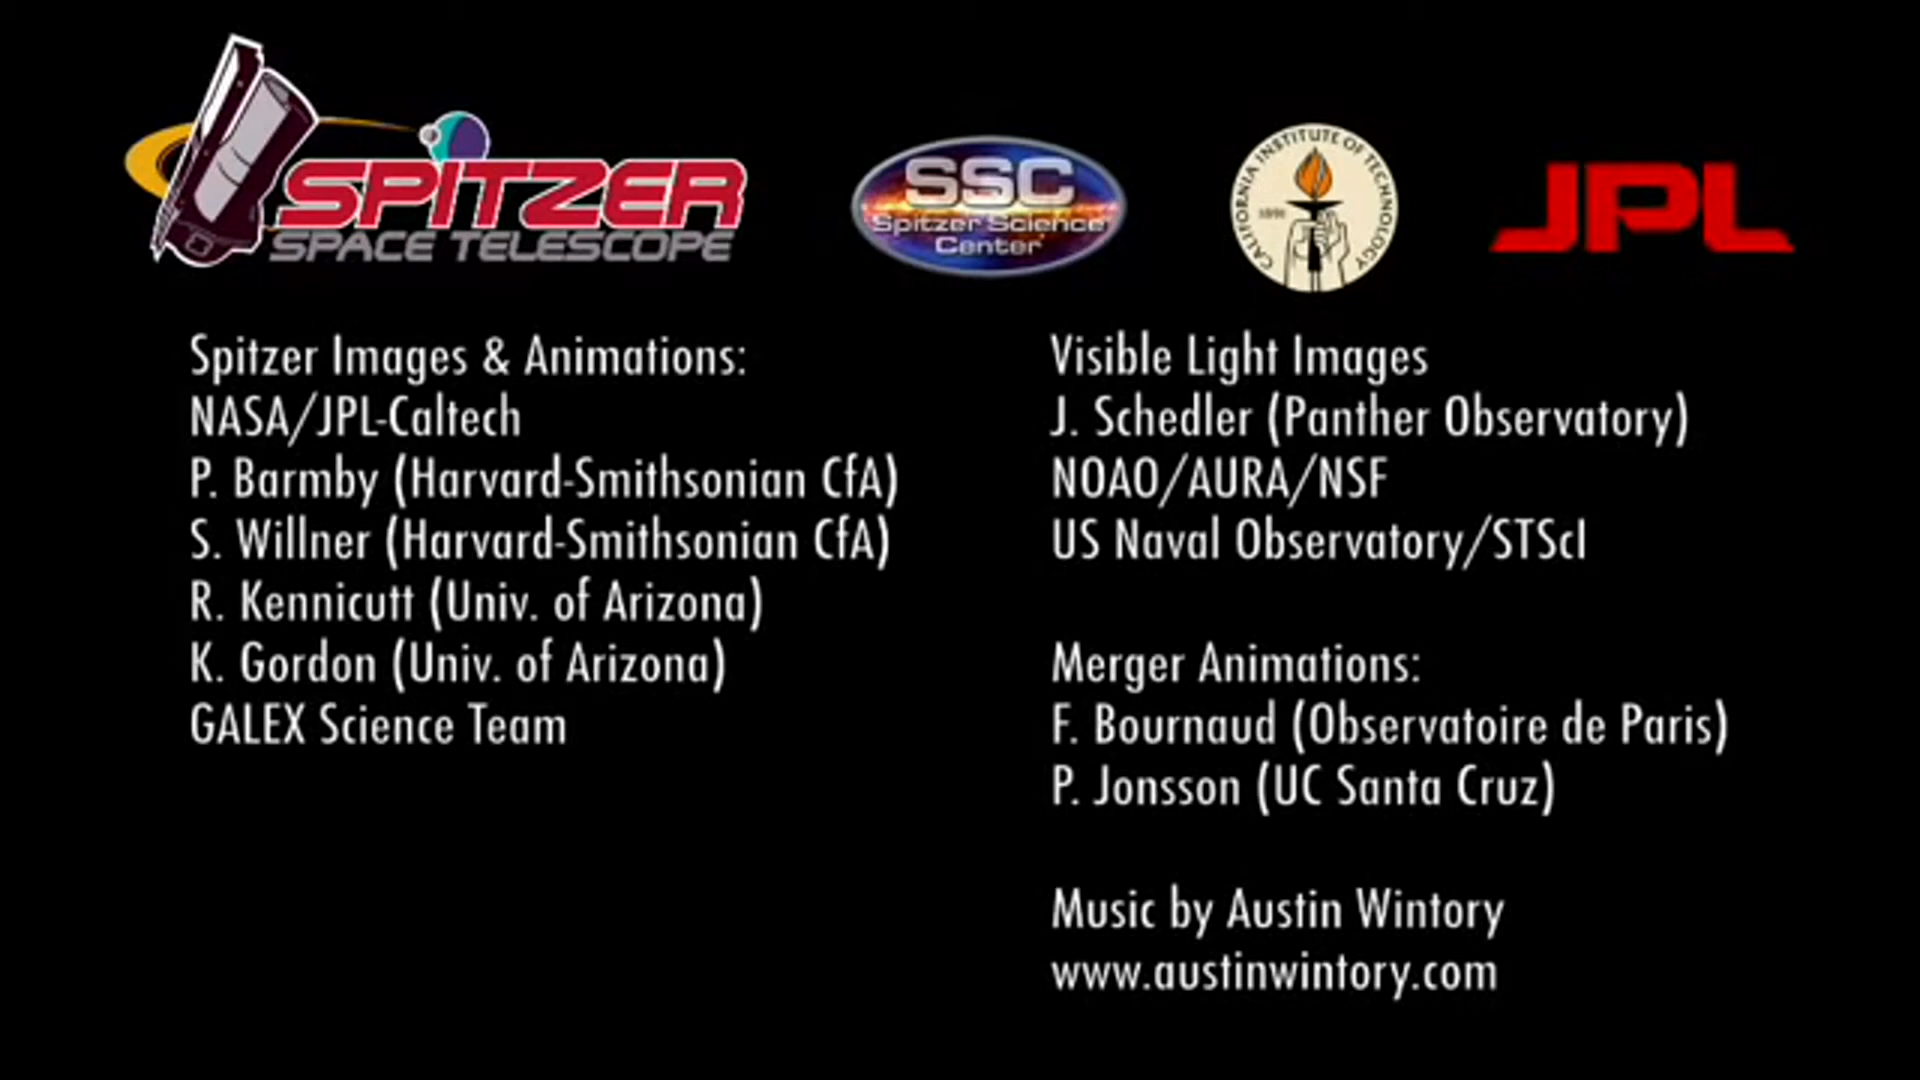 SPITZER
SPACE TELESCOPE
SSC
Spitzer Science
Center
CALIFORNIA INSTITUTE OF TECHNOLOGY
1891
JPL
Spitzer Images & Animations:
NASA/JPL-Caltech
P. Barmby (Harvard-Smithsonian CfA)
S. Willner (Harvard-Smithsonian CfA)
R. Kennicutt (Univ. of Arizona)
K. Gordon (Univ. of Arizona)
GALEX Science Team
Visible Light Images
J. Schedler (Panther Observatory)
NOAO/AURA/NSF
US Naval Observatory/STScI
Merger Animations:
F. Bournaud (Observatoire de Paris)
P. Jonsson (UC Santa Cruz)
Music by Austin Wintory
www.austinwintory.com